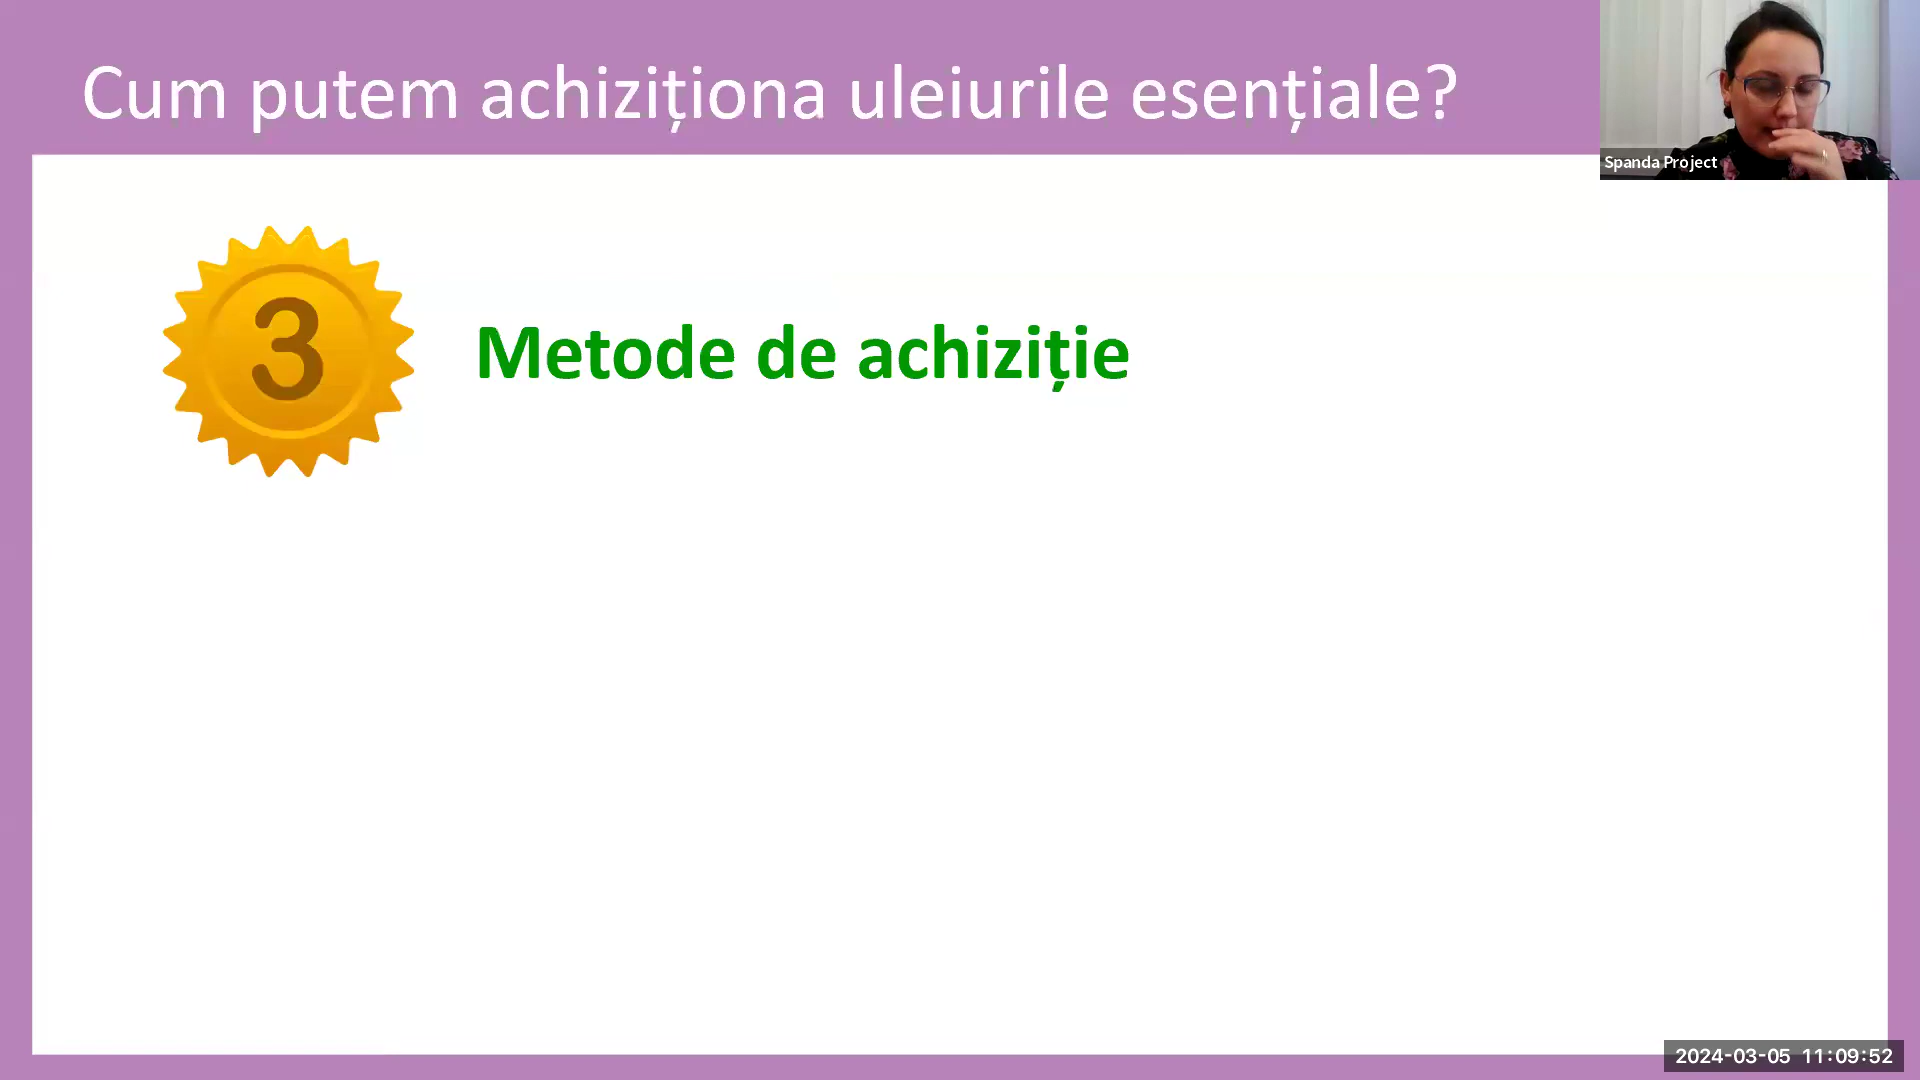 Cum putem achiziționa uleiurile esențiale?
Spanda Project
3
Metode de achiziție
2024-03-05 11:09:52